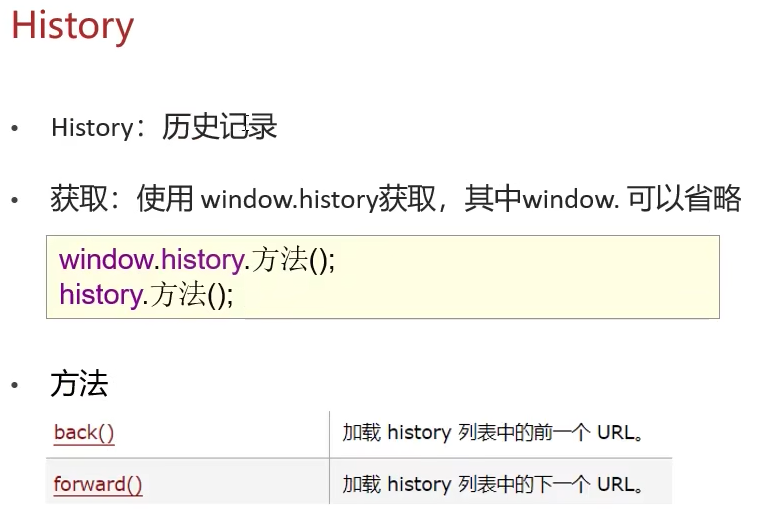 History
• History：历史记录
• 获取：使用 window.history获取，其中window. 可以省略
window.history.方法();
history.方法();
• 方法
back() 加载 history 列表中的前一个 URL。
forward() 加载 history 列表中的下一个 URL。